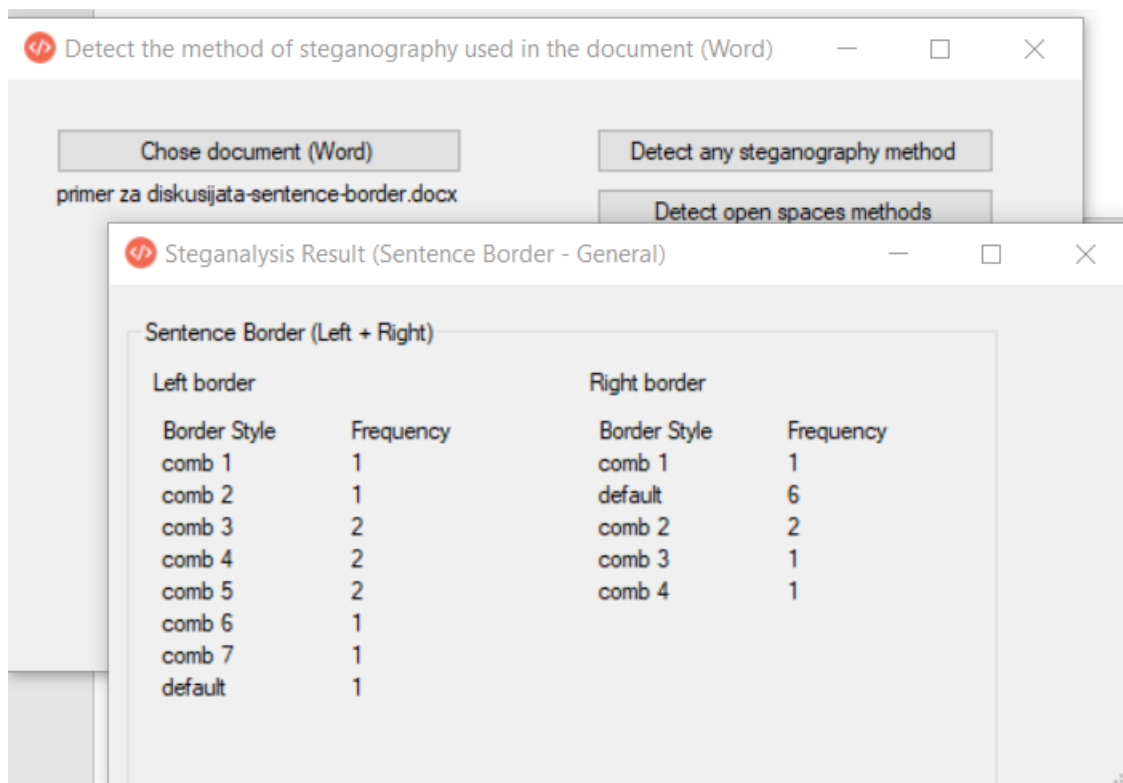 Detect the method of steganography used in the document (Word)
Chose document (Word)
Detect any steganography method
primer za diskusijata-sentence-border.docx
Detect open spaces methods
Steganalysis Result (Sentence Border - General)
Sentence Border (Left + Right)
Left border
Border Style Frequency
comb 1 1
comb 2 1
comb 3 2
comb 4 2
comb 5 2
comb 6 1
comb 7 1
default 1
Right border
Border Style Frequency
comb 1 1
default 6
comb 2 2
comb 3 1
comb 4 1